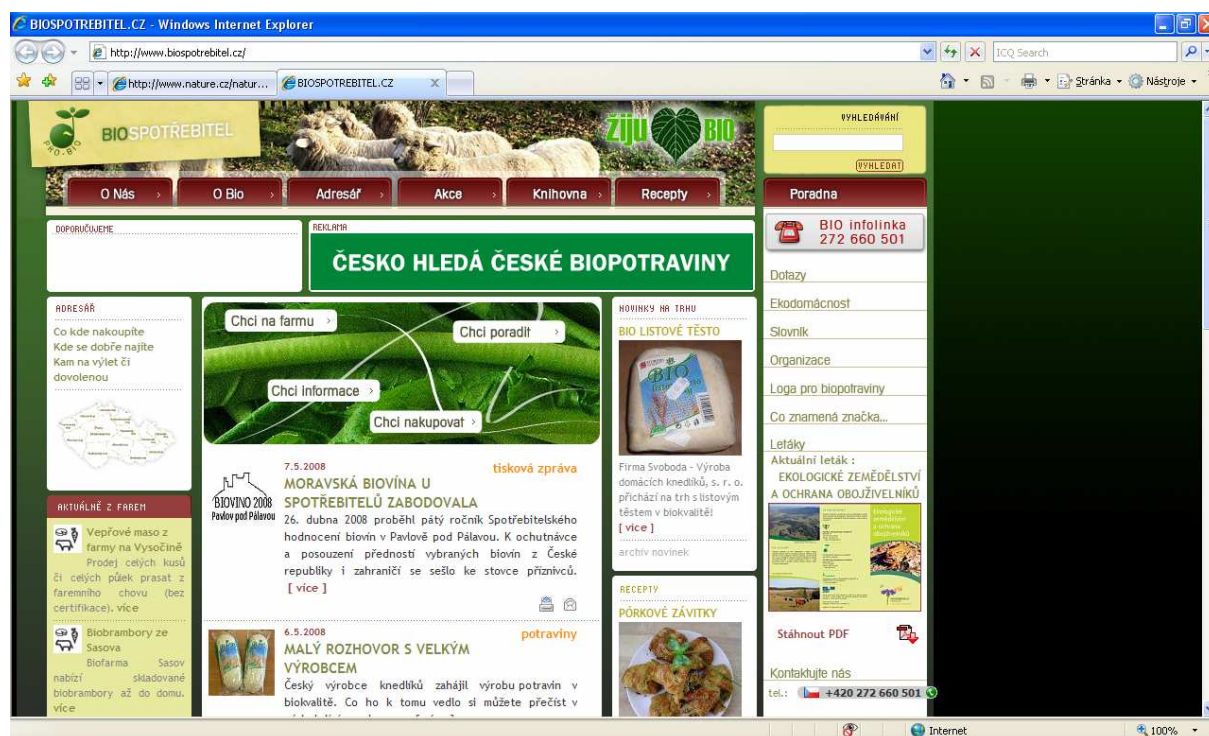 BIOSPOTREBITEL.CZ - Windows Internet Explorer
http://www.biospotrebitel.cz/
ICQ Search
http://www.nature.cz/natur...
BIOSPOTREBITEL.CZ
X
Stránka
Nástroje
PRO-BIO
BIOSPOTŘEBITEL
žiju BIO
VYHLEDÁVÁNÍ
(VYHLEDAT)
O Nás
O Bio
Adresář
Akce
Knihovna
Recepty
Poradna
DOPORUČUJEME
REKLAMA
ČESKO HLEDÁ ČESKÉ BIOPOTRAVINY
BIO infolinka
272 660 501
Dotazy
Ekodomácnost
Slovník
Organizace
Loga pro biopotraviny
Co znamená značka...
Letáky
Aktuální leták :
EKOLOGICKÉ ZEMĚDĚLSTVÍ
A OCHRANA OBOJŽIVELNÍKŮ
Ekologické
zemědělství
a ochrana
obojživelníků
Stáhnout PDF
Kontaktujte nás
tel.: +420 272 660 501
ADRESÁŘ
Co kde nakoupíte
Kde se dobře najíte
Kam na výlet či
dovolenou
AKTUÁLNĚ Z FAREM
Vepřové maso z
farmy na Vysočině
Prodej celých kusů
či celých půlek prasat z
faremního chovu (bez
certifikace). více
Biobrambory ze
Sasova
Biofarma Sasov
nabízí skladované
biobrambory až do domu.
více
Chci na farmu
Chci poradit
Chci informace
Chci nakupovat
BIOVINO 2008
Pavlov pod Pálavou
7.5.2008
tisková zpráva
MORAVSKÁ BIOVÍNA U
SPOTŘEBITELŮ ZABODOVALA
26. dubna 2008 proběhl pátý ročník Spotřebitelského
hodnocení biovín v Pavlově pod Pálavou. K ochutnávce
a posouzení předností vybraných biovín z České
republiky i zahraničí se sešlo ke stovce příznivců.
[ více ]
6.5.2008
potraviny
MALÝ ROZHOVOR S VELKÝM
VÝROBCEM
Český výrobce knedlíků zahájil výrobu potravin v
biokvalitě. Co ho k tomu vedlo si můžete přečíst v
NOVINKY NA TRHU
BIO LISTOVÉ TĚSTO
BIO
Firma Svoboda - Výroba
domácích knedlíků, s. r. o.
přichází na trh s listovým
těstem v biokvalitě!
[ více ]
archív novinek
RECEPTY
PÓRKOVÉ ZÁVITKY
Internet
100%